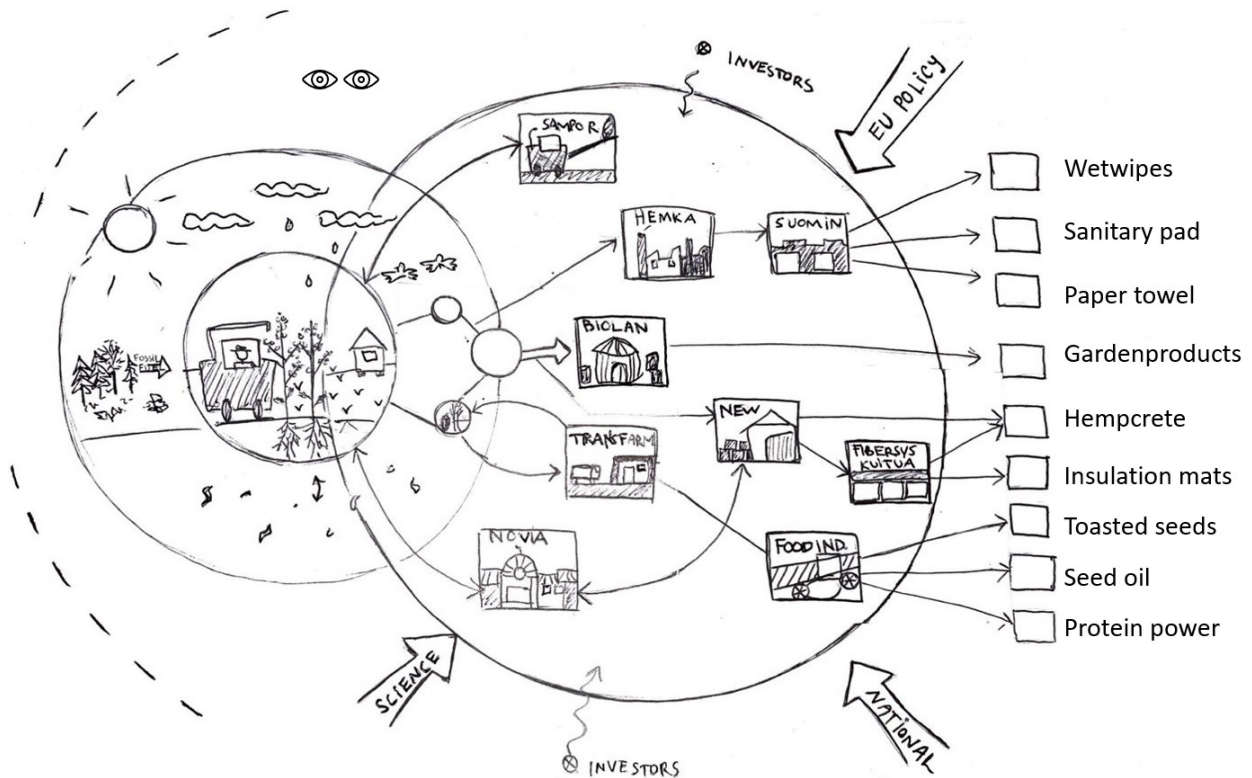 INVESTORS
EU POLICY
SAMPOR
Wetwipes
HEMKA
SUOMIN
Sanitary pad
Paper towel
BIOLAN
Gardenproducts
FOSSIL
NEW
Hempcrete
TRANSFARM
FIBERSYS
KUITUA
Insulation mats
Toasted seeds
NOVIA
FOOD IND.
Seed oil
Protein power
SCIENCE
NATIONAL
INVESTORS